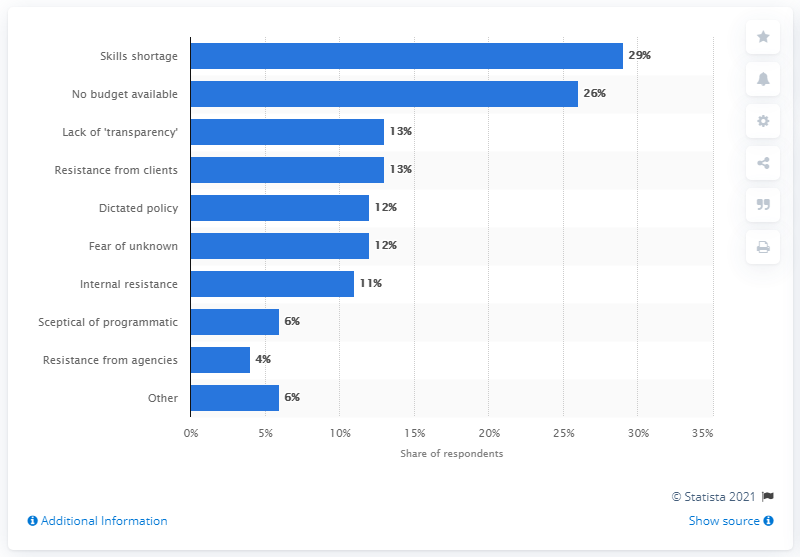 Skills shortage 29%
No budget available 26%
Lack of 'transparency' 13%
Resistance from clients 13%
Dictated policy 12%
Fear of unknown 12%
Internal resistance 11%
Sceptical of programmatic 6%
Resistance from agencies 4%
Other 6%
0% 5% 10% 15% 20% 25% 30% 35%
Share of respondents
© Statista 2021
Additional Information Show source